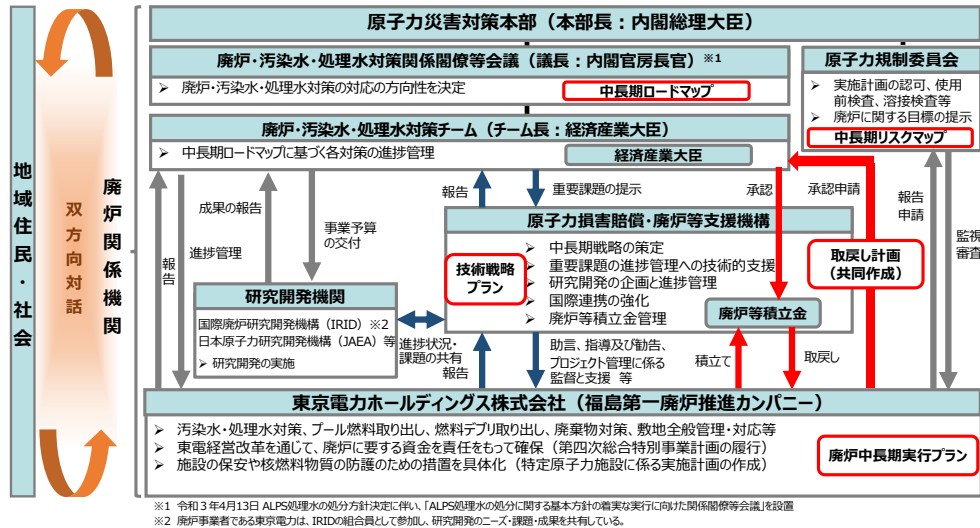 原子力災害対策本部（本部長：内閣総理大臣）
廃炉・汚染水・処理水対策関係閣僚等会議（議長：内閣官房長官）※1
➢ 廃炉・汚染水・処理水対策の対応の方向性を決定
中長期ロードマップ
原子力規制委員会
➢ 実施計画の認可、使用
前検査、溶接検査等
➢ 廃炉に関する目標の提示
中長期リスクマップ
廃炉・汚染水・処理水対策チーム（チーム長：経済産業大臣）
➢ 中長期ロードマップに基づく各対策の進捗管理
経済産業大臣
地域住民・社会
双方向対話
廃炉関係機関
報告
進捗管理
成果の報告
事業予算
の交付
報告
重要課題の提示
承認
承認申請
報告
申請
監視
審査
原子力損害賠償・廃炉等支援機構
➢ 中長期戦略の策定
➢ 重要課題の進捗管理への技術的支援
➢ 研究開発の企画と進捗管理
➢ 国際連携の強化
➢ 廃炉等積立金管理
技術戦略
プラン
廃炉等積立金
取戻し計画
（共同作成）
研究開発機関
国際廃炉研究開発機構（IRID）※2
日本原子力研究開発機構（JAEA）等
➢ 研究開発の実施
進捗状況・
課題の共有
報告
助言、指導及び勧告、
プロジェクト管理に係る
監督と支援 等
積立て
取戻し
東京電力ホールディングス株式会社（福島第一廃炉推進カンパニー）
➢ 汚染水・処理水対策、プール燃料取り出し、燃料デブリ取り出し、廃棄物対策、敷地全般管理・対応等
➢ 東電経営改革を通じて、廃炉に要する資金を責任をもって確保（第四次総合特別事業計画の履行）
➢ 施設の保安や核燃料物質の防護のための措置を具体化（特定原子力施設に係る実施計画の作成）
廃炉中長期実行プラン
※1 令和３年4月13日 ALPS処理水の処分方針決定に伴い、「ALPS処理水の処分に関する基本方針の着実な実行に向けた関係閣僚等会議」を設置
※2 廃炉事業者である東京電力は、IRIDの組合員として参加し、研究開発のニーズ・課題・成果を共有している。